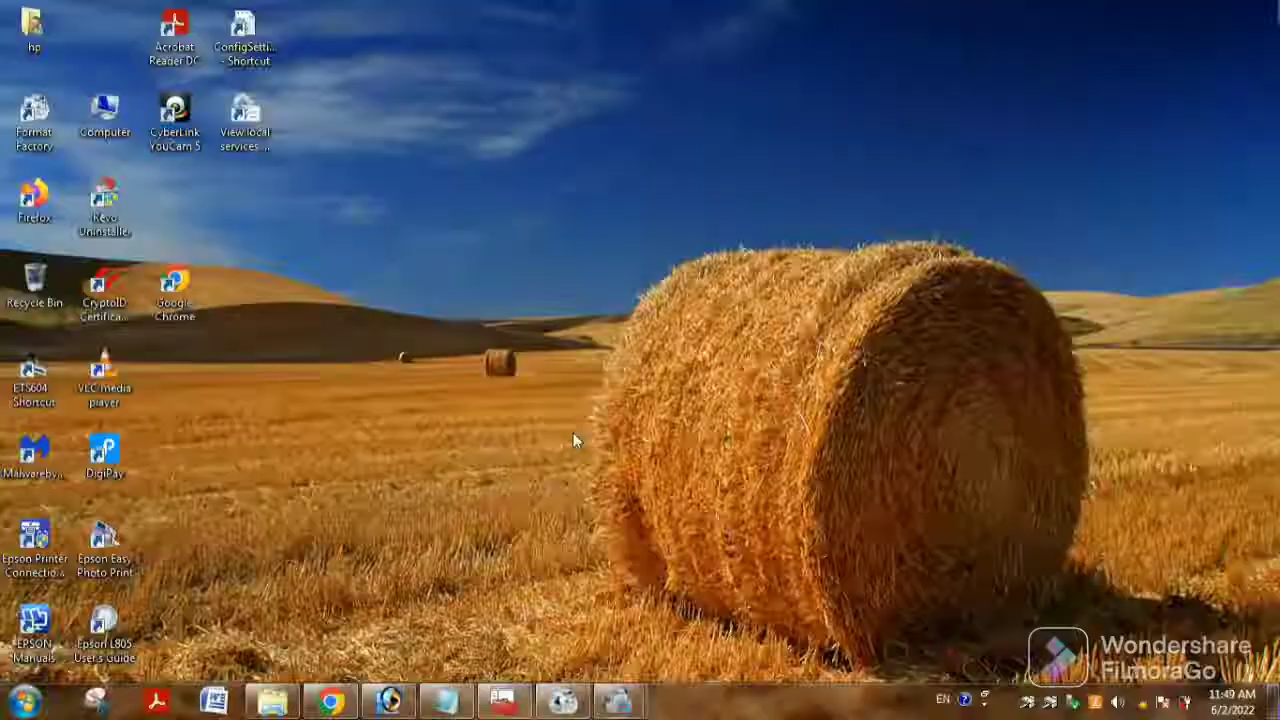 hp
Acrobat
Reader DC
ConfigSetti...
- Shortcut
Format
Factory
Computer
CyberLink
YouCam 5
View local
services ...
Firefox
Revo
Uninstalle...
Recycle Bin
CryptoID
Certifica...
Google
Chrome
ETS604
Shortcut
VLC media
player
Malwareby...
DigiPay
Epson Printer
Connectio...
Epson Easy
Photo Print
EPSON
Manuals
Epson L805
User's Guide
Wondershare
FilmoraGo
EN
11:49 AM
6/2/2022